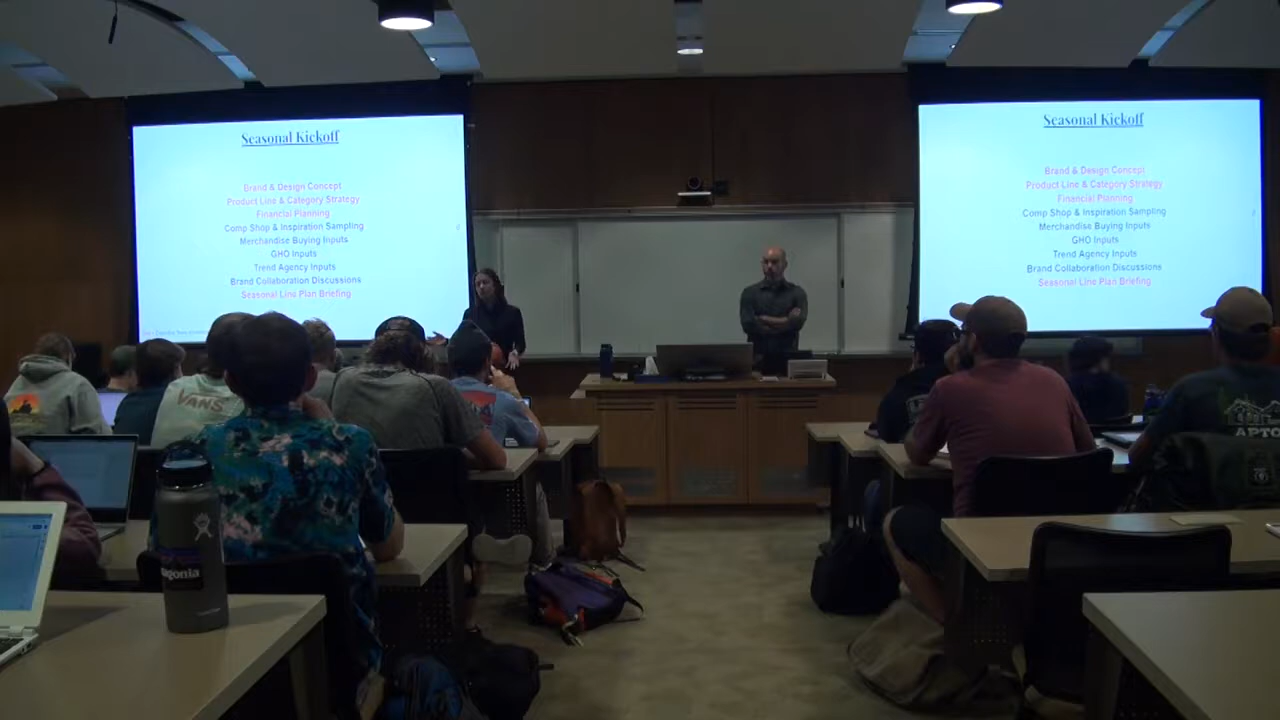 Seasonal Kickoff
Brand & Design Concept
Product Line & Category Strategy
Financial Planning
Comp Shop & Inspiration Sampling
Merchandise Buying Inputs
GHO Inputs
Trend Agency Inputs
Brand Collaboration Discussions
Seasonal Line Plan Briefing
Seasonal Kickoff
Brand & Design Concept
Product Line & Category Strategy
Financial Planning
Comp Shop & Inspiration Sampling
Merchandise Buying Inputs
GHO Inputs
Trend Agency Inputs
Brand Collaboration Discussions
Seasonal Line Plan Briefing
VANS
APTO
agonia